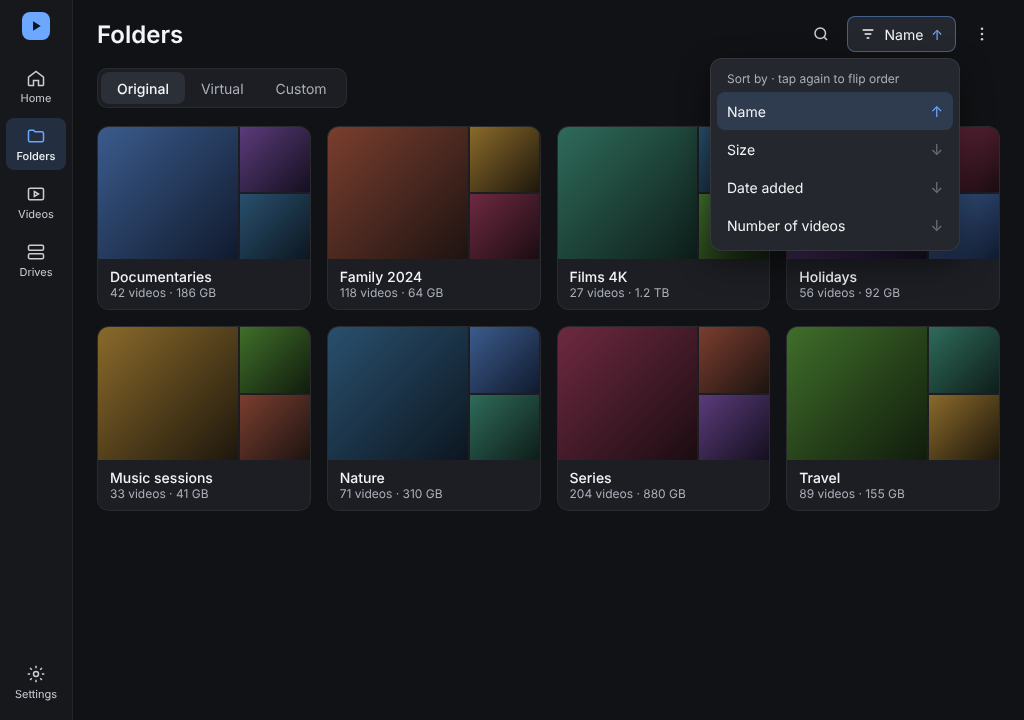 Folders
Name ↑
Home
Folders
Videos
Drives
Settings
Original Virtual Custom
Sort by · tap again to flip order
Name ↑
Size ↓
Date added ↓
Number of videos ↓
Documentaries
42 videos · 186 GB
Family 2024
118 videos · 64 GB
Films 4K
27 videos · 1.2 TB
Holidays
56 videos · 92 GB
Music sessions
33 videos · 41 GB
Nature
71 videos · 310 GB
Series
204 videos · 880 GB
Travel
89 videos · 155 GB